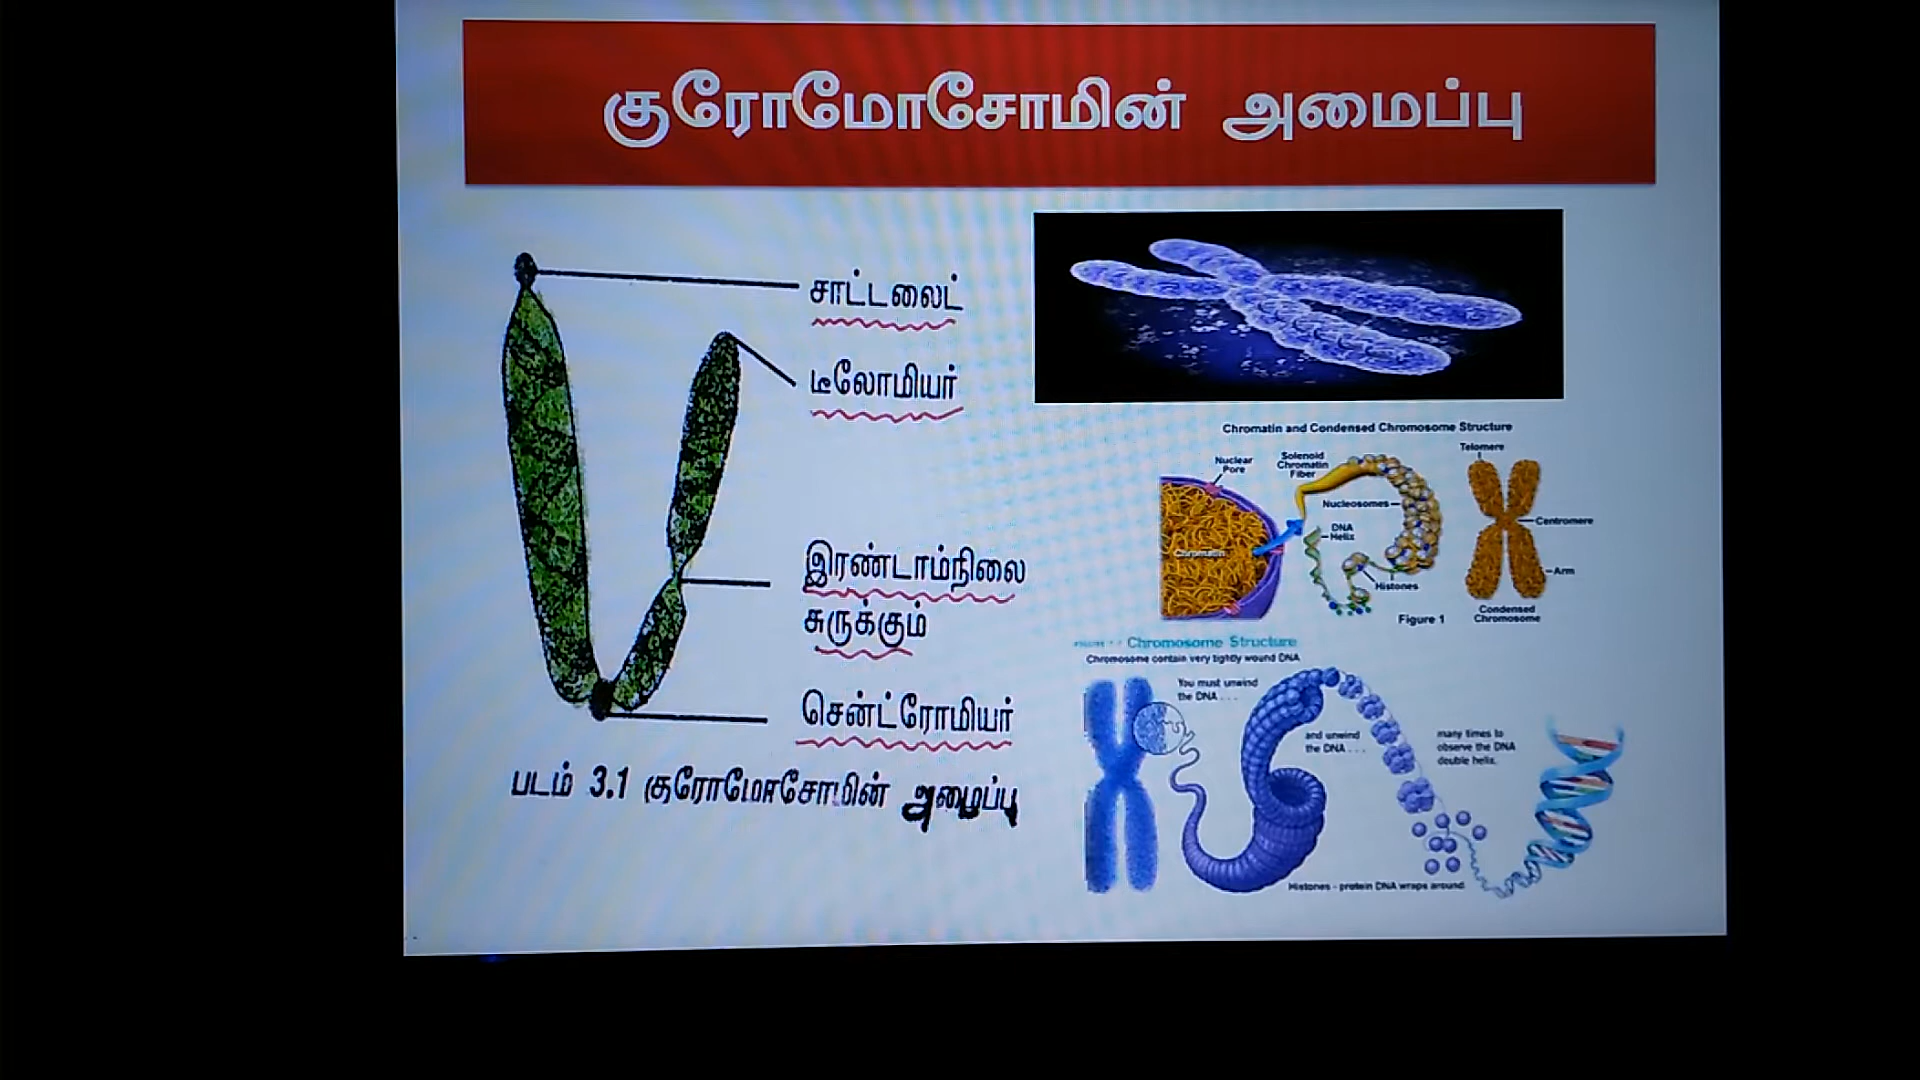 குரோமோசோமின் அமைப்பு
சாட்டலைட்
டீலோமியர்
இரண்டாம்நிலை
சுருக்கும்
சென்ட்ரோமியர்
படம் 3.1 குரோமோசோமின் அமைப்பு
Chromatin and Condensed Chromosome Structure
Telomere
Nuclear
Pore
Solenoid
Chromatin
Fiber
Nucleosomes
Centromere
DNA
Helix
Chromatin
Arm
Histones
Condensed
Chromosome
Figure 1
Chromosome Structure
Chromosome contain very tightly wound DNA
You must unwind
the DNA . . .
and unwind
the DNA . . .
many times to
observe the DNA
double helix.
Histones - protein DNA wraps around